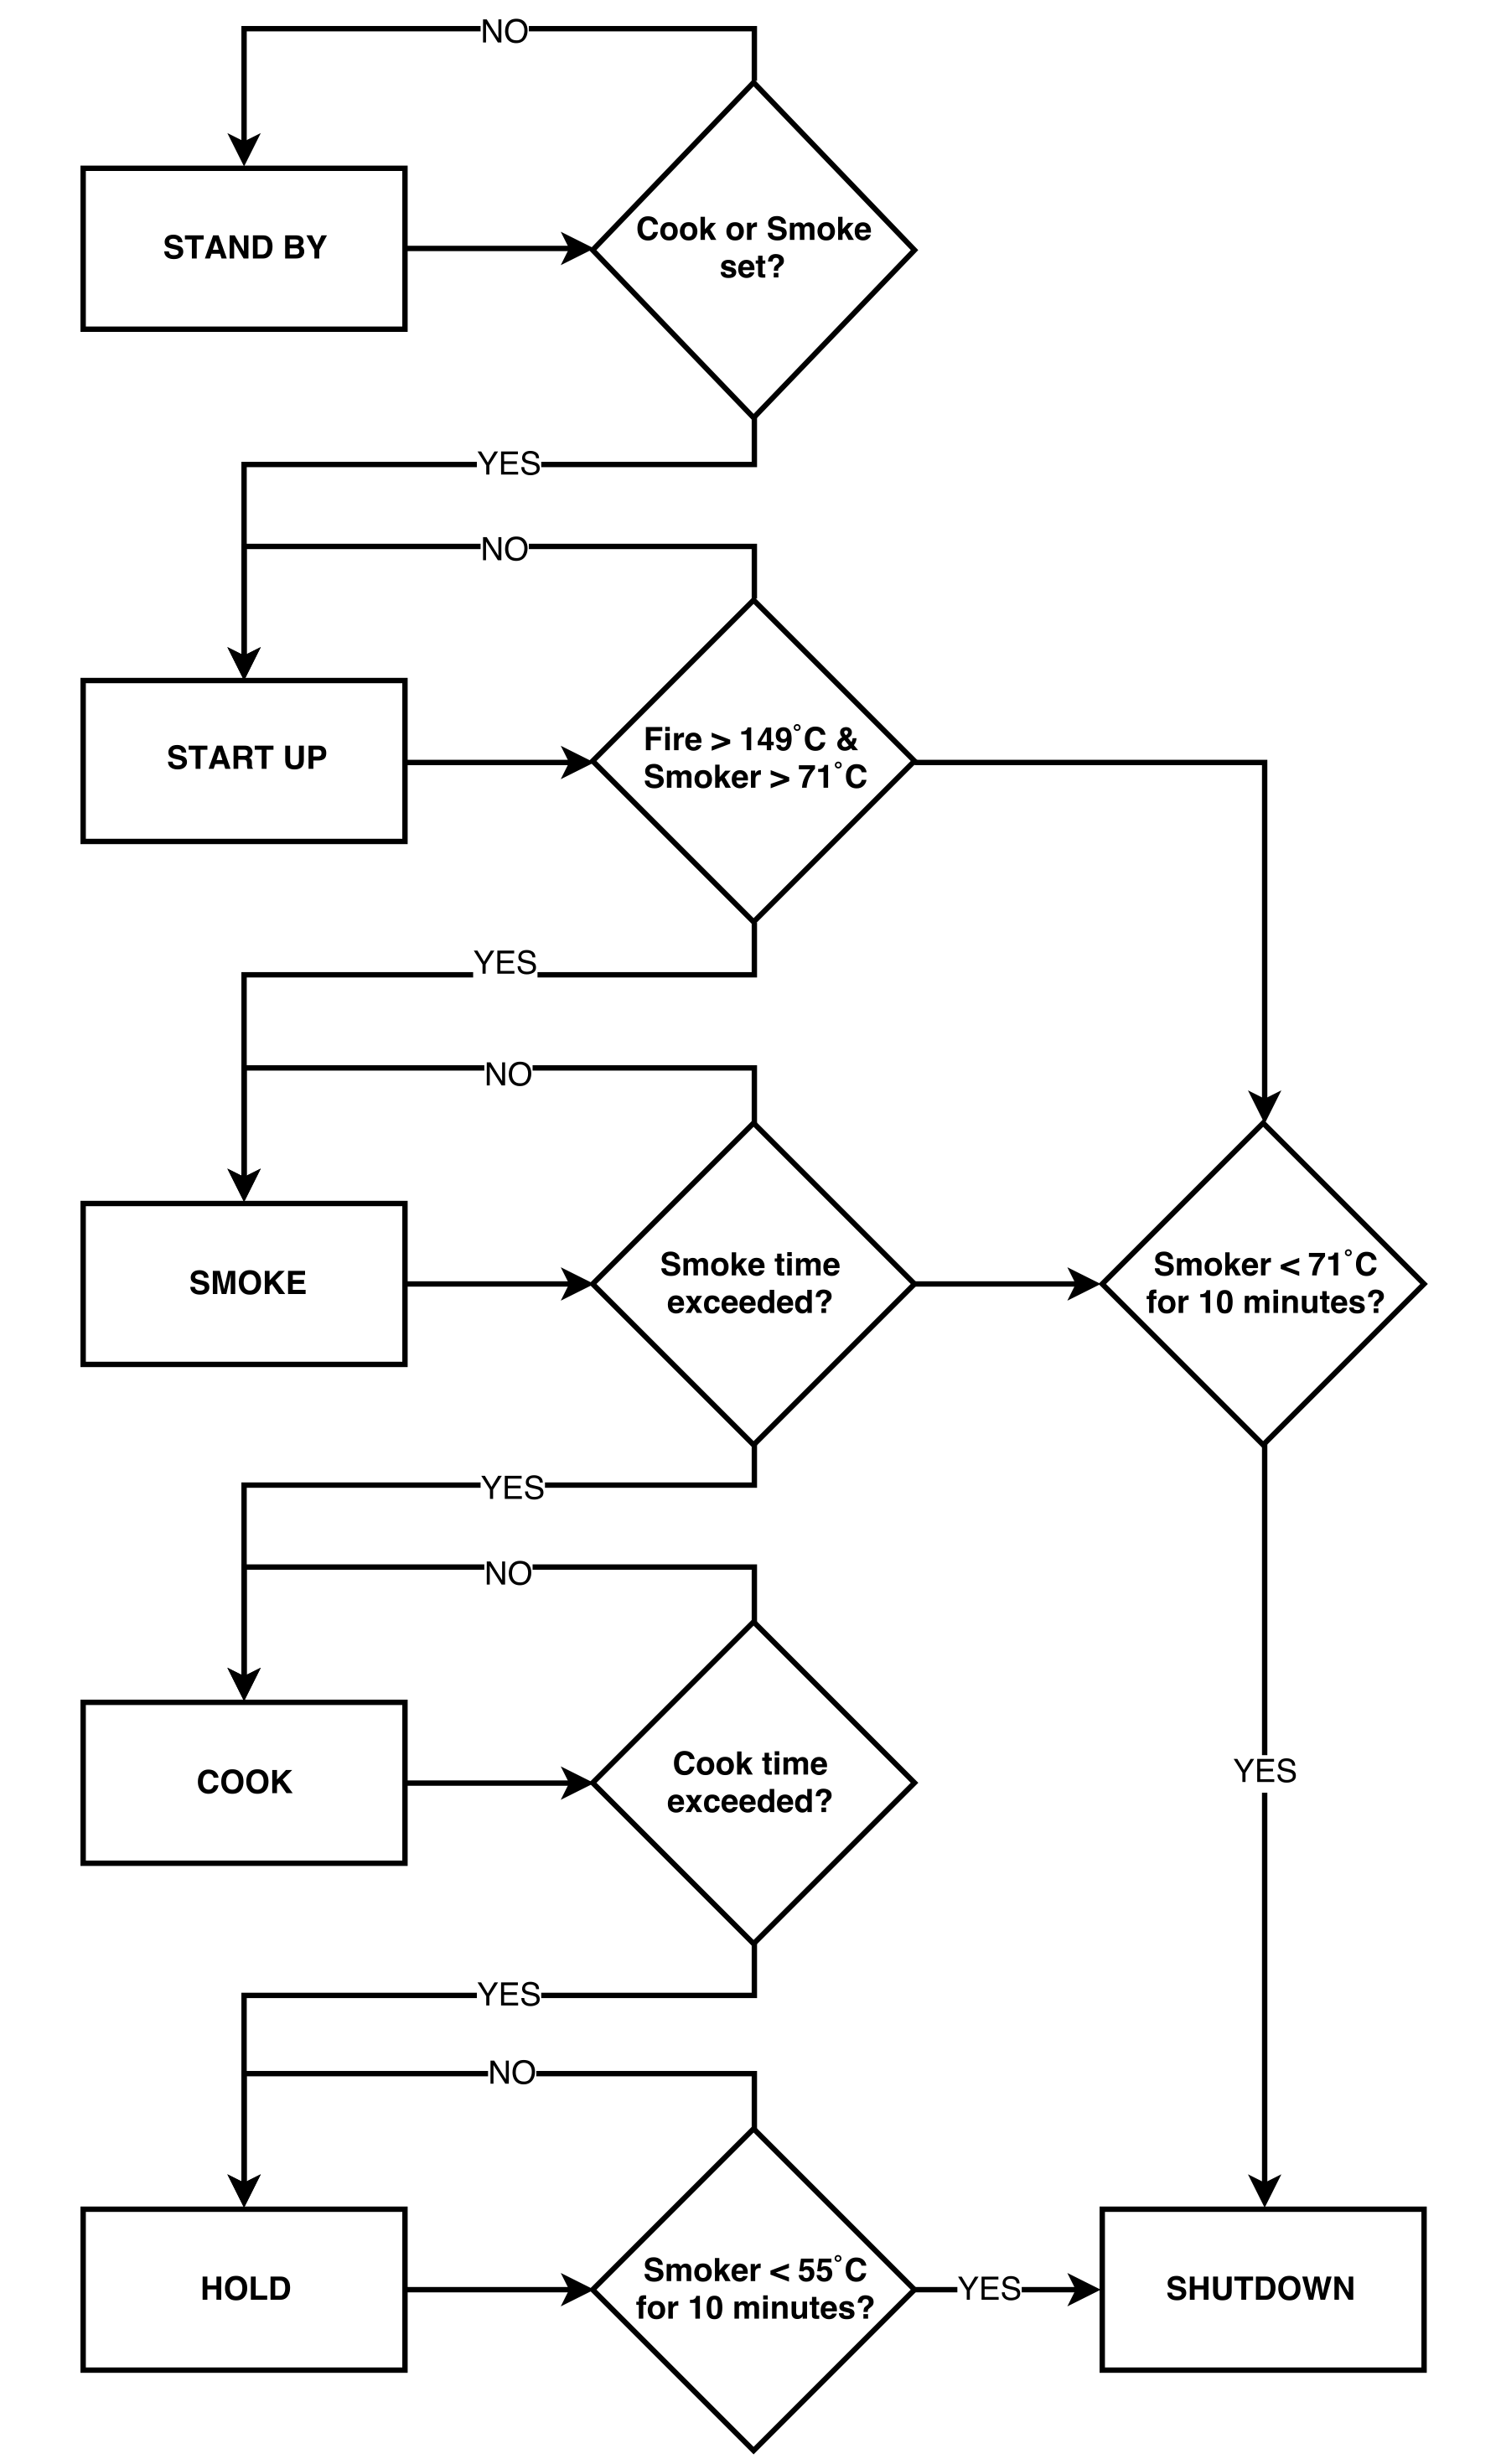 NO
STAND BY
Cook or Smoke
set?
YES
NO
START UP
Fire > 149°C &
Smoker > 71°C
YES
NO
SMOKE
Smoke time
exceeded?
Smoker < 71°C
for 10 minutes?
YES
NO
COOK
Cook time
exceeded?
YES
YES
NO
HOLD
Smoker < 55°C
for 10 minutes?
YES
SHUTDOWN